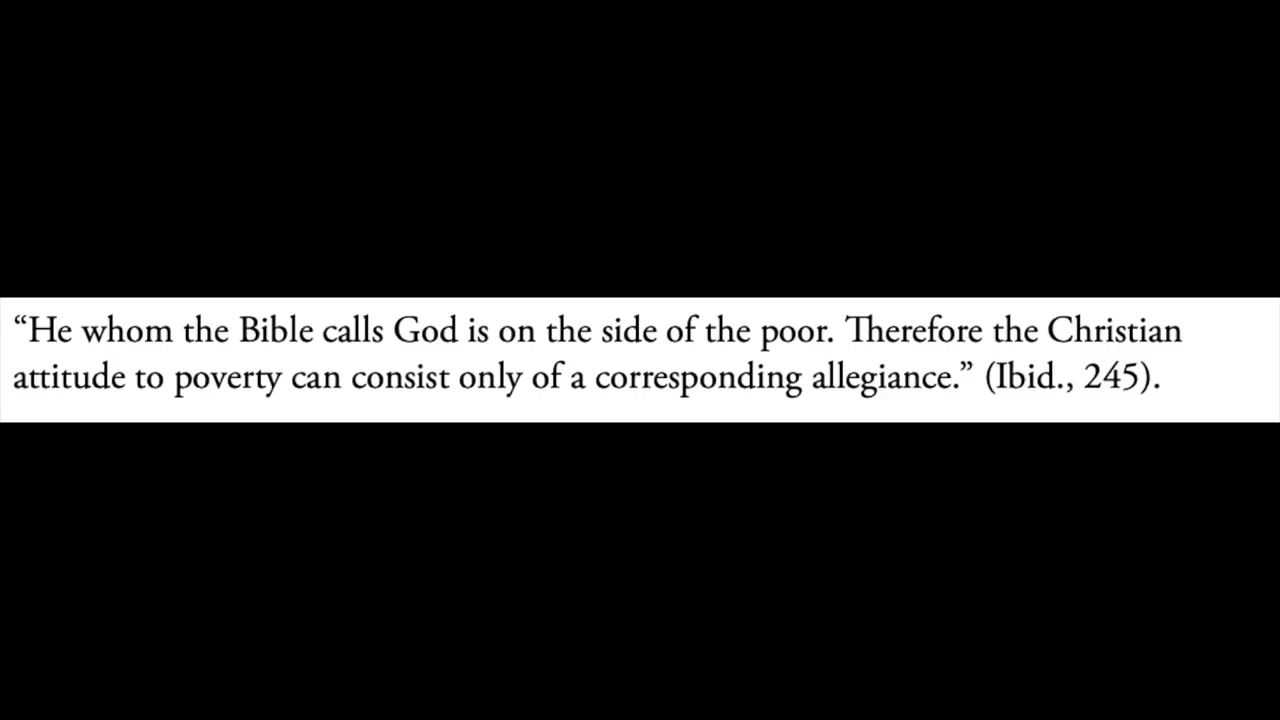 “He whom the Bible calls God is on the side of the poor. Therefore the Christian
attitude to poverty can consist only of a corresponding allegiance.” (Ibid., 245).